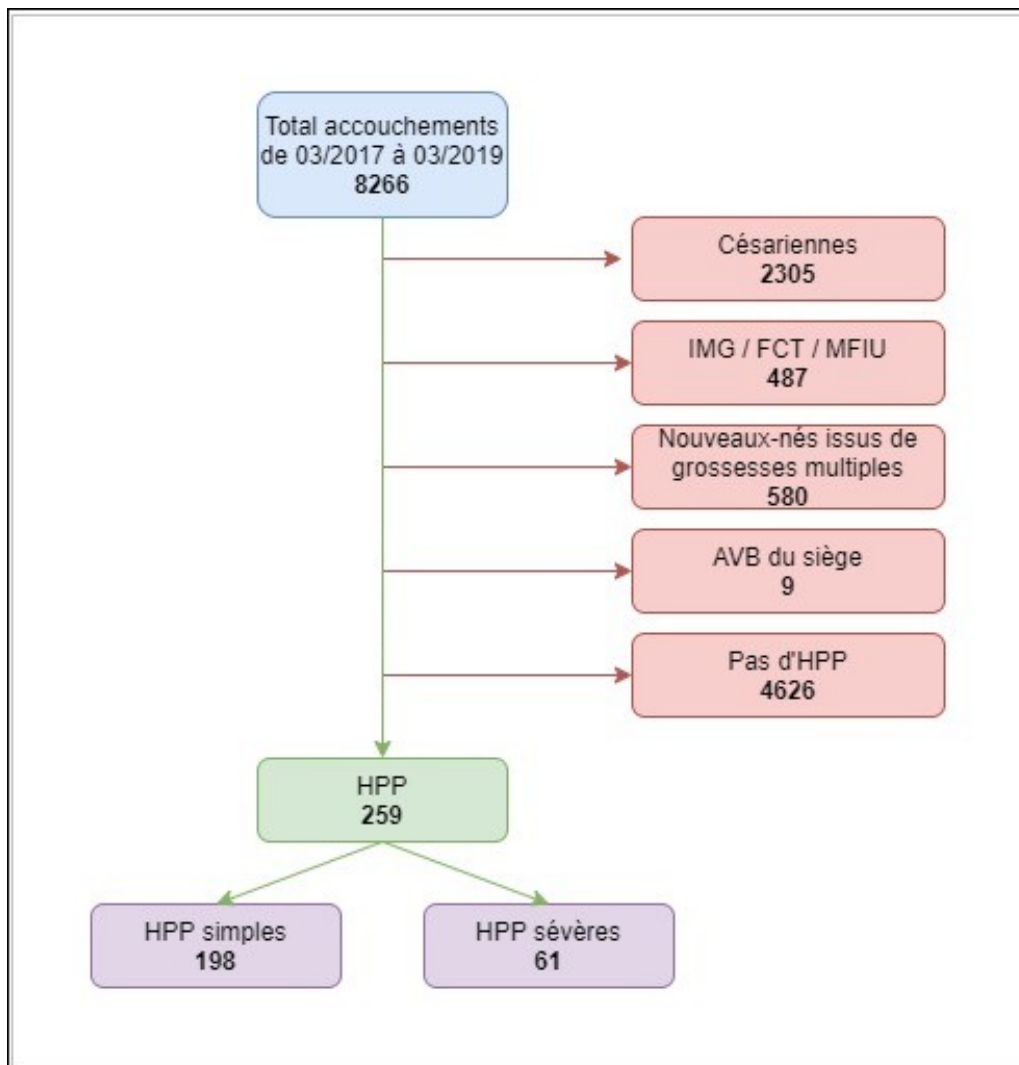 Total accouchements
de 03/2017 à 03/2019
8266
Césariennes
2305
IMG / FCT / MFIU
487
Nouveaux-nés issus de
grossesses multiples
580
AVB du siège
9
Pas d'HPP
4626
HPP
259
HPP simples
198
HPP sévères
61